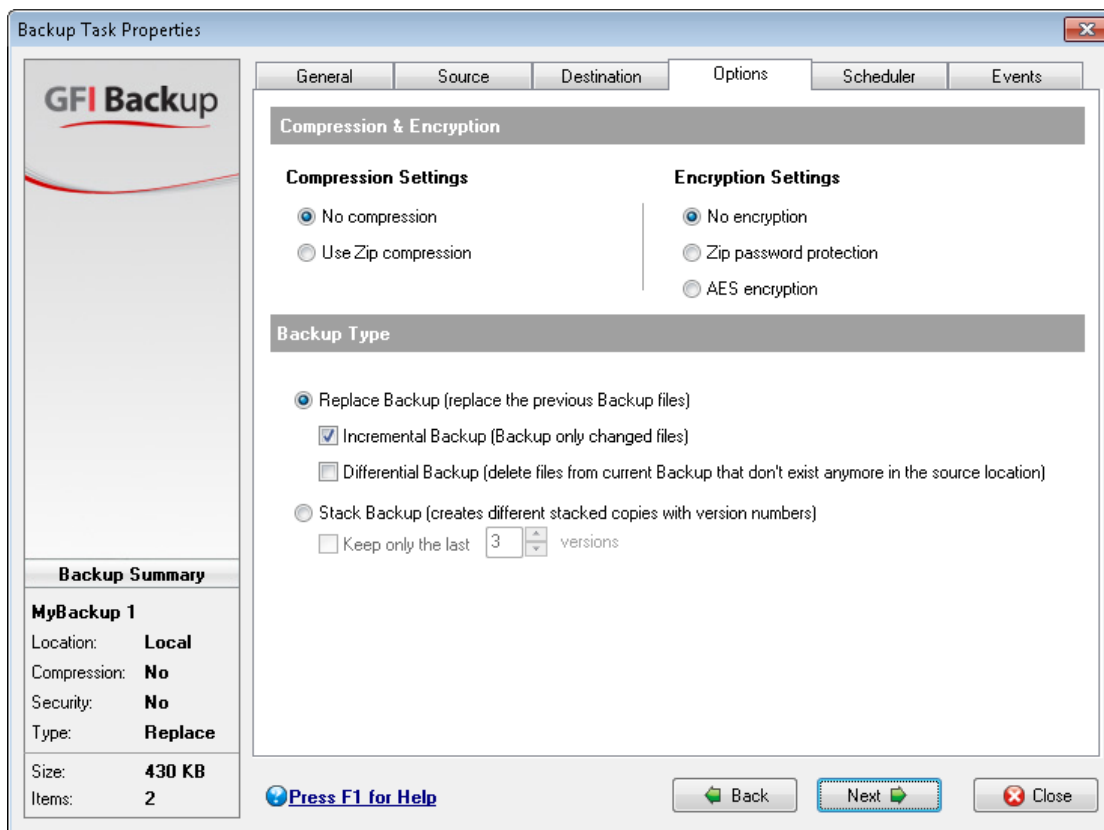 Backup Task Properties
GFI Backup
General Source Destination Options Scheduler Events
Compression & Encryption
Compression Settings
No compression
Use Zip compression
Encryption Settings
No encryption
Zip password protection
AES encryption
Backup Type
Replace Backup (replace the previous Backup files)
Incremental Backup (Backup only changed files)
Differential Backup (delete files from current Backup that don't exist anymore in the source location)
Stack Backup (creates different stacked copies with version numbers)
Keep only the last 3 versions
Backup Summary
MyBackup 1
Location: Local
Compression: No
Security: No
Type: Replace
Size: 430 KB
Items: 2
Press F1 for Help
Back Next Close